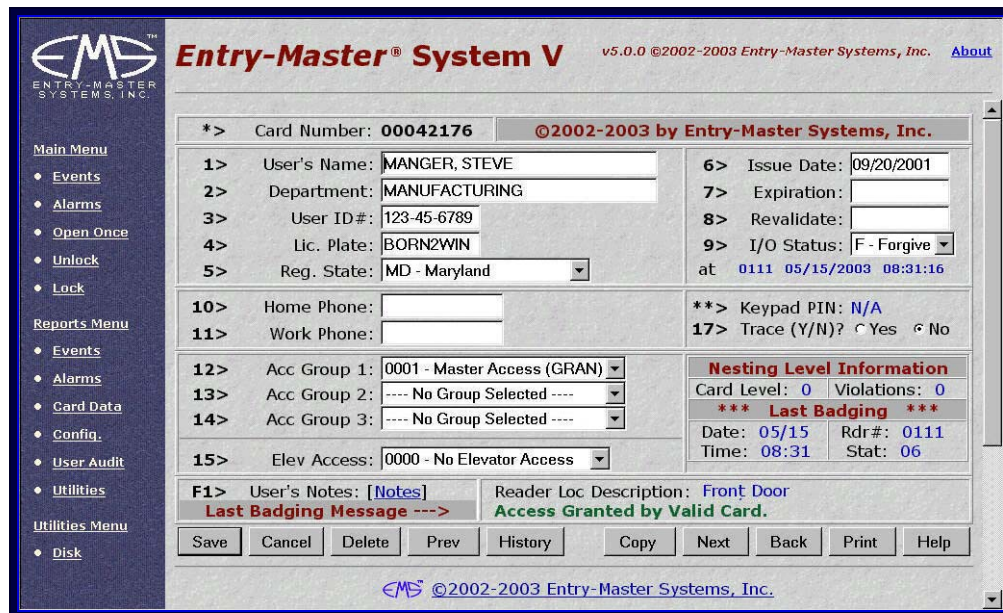 EMS
ENTRY-MASTER
SYSTEMS, INC.
Entry-Master® System V v5.0.0 ©2002-2003 Entry-Master Systems, Inc. About
Main Menu
Events
Alarms
Open Once
Unlock
Lock
Reports Menu
Events
Alarms
Card Data
Config.
User Audit
Utilities
Utilities Menu
Disk
*> Card Number: 00042176 ©2002-2003 by Entry-Master Systems, Inc.
1> User's Name: MANGER, STEVE
2> Department: MANUFACTURING
3> User ID#: 123-45-6789
4> Lic. Plate: BORN2WIN
5> Reg. State: MD - Maryland
6> Issue Date: 09/20/2001
7> Expiration:
8> Revalidate:
9> I/O Status: F - Forgive
at 0111 05/15/2003 08:31:16
10> Home Phone:
11> Work Phone:
**> Keypad PIN: N/A
17> Trace (Y/N)? Yes No
12> Acc Group 1: 0001 - Master Access (GRAN)
13> Acc Group 2: ---- No Group Selected ----
14> Acc Group 3: ---- No Group Selected ----
15> Elev Access: 0000 - No Elevator Access
Nesting Level Information
Card Level: 0 Violations: 0
*** Last Badging ***
Date: 05/15 Rdr#: 0111
Time: 08:31 Stat: 06
F1> User's Notes: [Notes] Reader Loc Description: Front Door
Last Badging Message ---> Access Granted by Valid Card.
Save Cancel Delete Prev History Copy Next Back Print Help
EMS ©2002-2003 Entry-Master Systems, Inc.